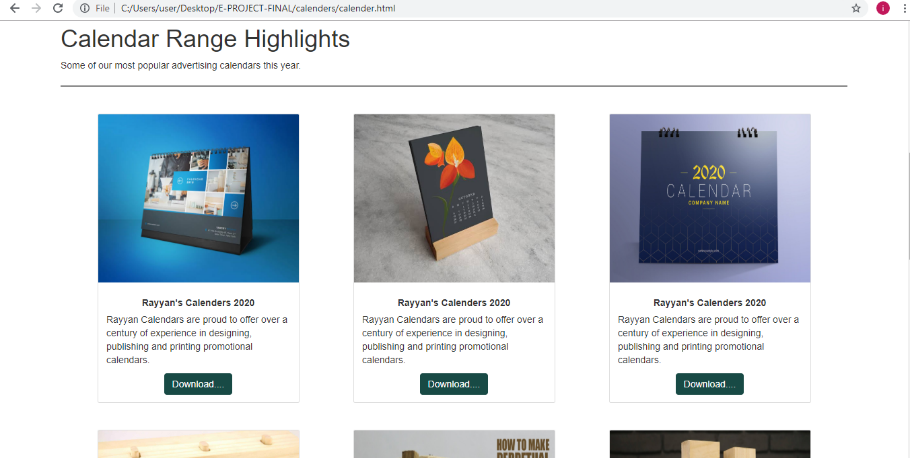 File | C:/Users/user/Desktop/E-PROJECT-FINAL/calenders/calender.html
i
Calendar Range Highlights
Some of our most popular advertising calendars this year.
OCTOBER
2020
CALENDAR
COMPANY NAME
Rayyan's Calenders 2020
Rayyan Calendars are proud to offer over a
century of experience in designing,
publishing and printing promotional
calendars.
Download....
Rayyan's Calenders 2020
Rayyan Calendars are proud to offer over a
century of experience in designing,
publishing and printing promotional
calendars.
Download....
Rayyan's Calenders 2020
Rayyan Calendars are proud to offer over a
century of experience in designing,
publishing and printing promotional
calendars.
Download....
HOW TO MAKE
PERPETUAL